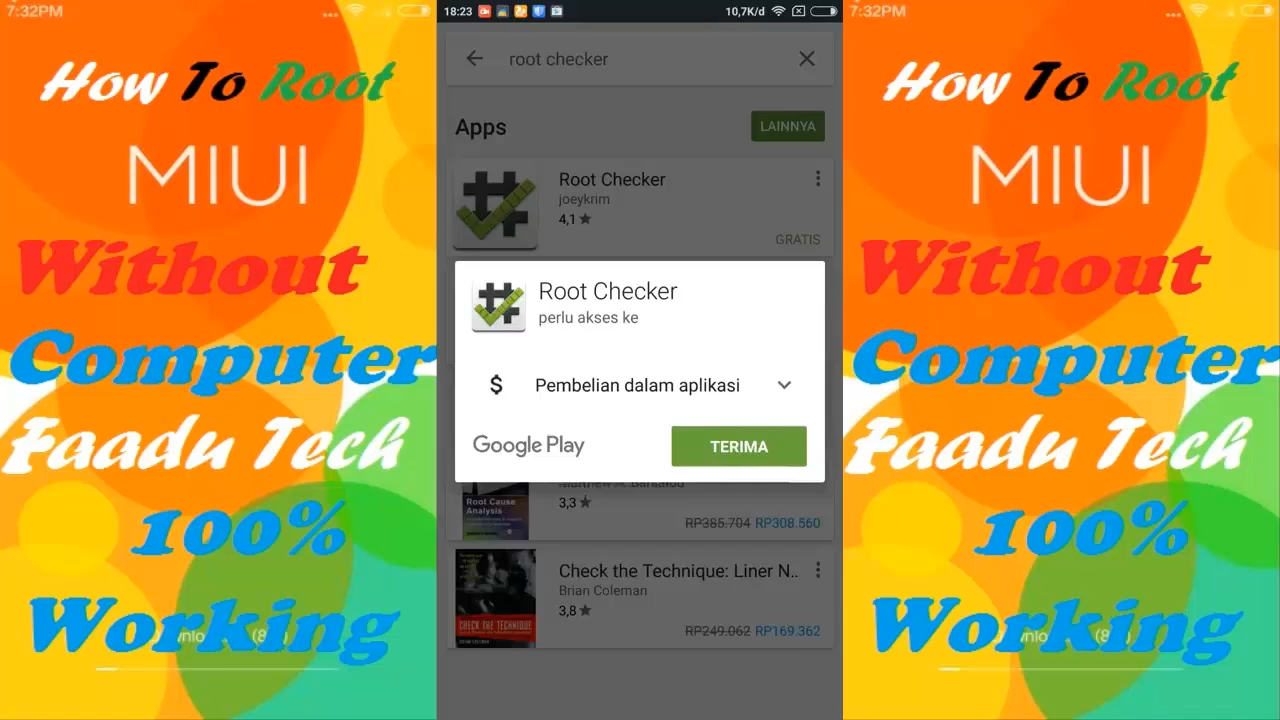 7:32PM
How To Root
MIUI
Without
Computer
Faadu Tech
100%
Working
18:23
10,7K/d
root checker
Apps
LAINNYA
Root Checker
joeykrim
4,1
GRATIS
Root Checker
perlu akses ke
$ Pembelian dalam aplikasi
Google Play
TERIMA
Root Cause
Analysis
3,3
RP385.704 RP308.560
Check the Technique: Liner N..
Brian Coleman
3,8
RP249.062 RP169.362
CHECK THE TECHNIQUE
7:32PM
How To Root
MIUI
Without
Computer
Faadu Tech
100%
Working